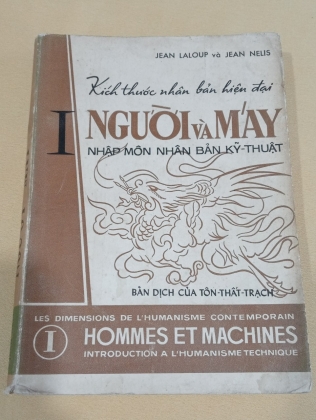 JEAN LALOUP và JEAN NELIS
Kích thước nhân bản hiện đại
I NGƯỜI VÀ MÁY
NHẬP MÔN NHÂN BẢN KỸ-THUẬT
BẢN DỊCH CỦA TÔN-THẤT-TRẠCH
LES DIMENSIONS DE L'HUMANISME CONTEMPORAIN
I HOMMES ET MACHINES
INTRODUCTION A L'HUMANISME TECHNIQUE